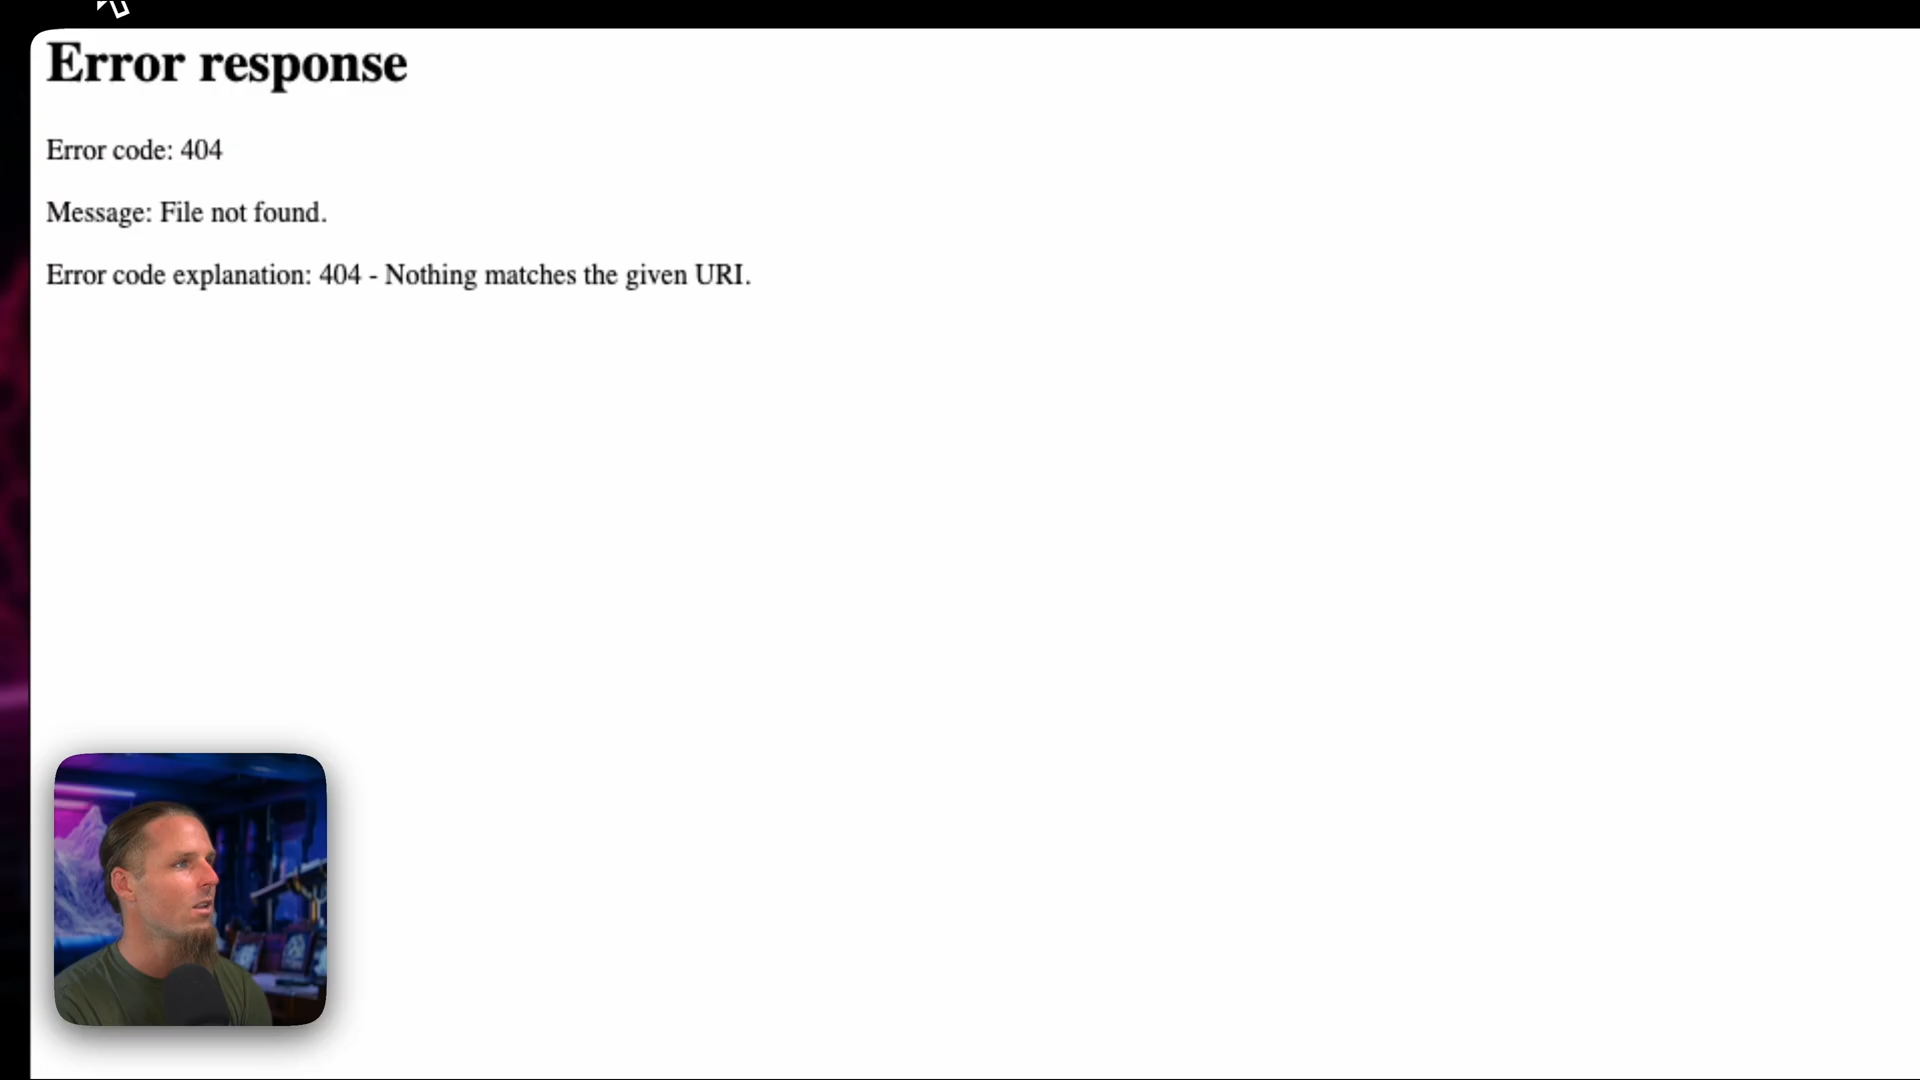 Error response
Error code: 404
Message: File not found.
Error code explanation: 404 - Nothing matches the given URI.